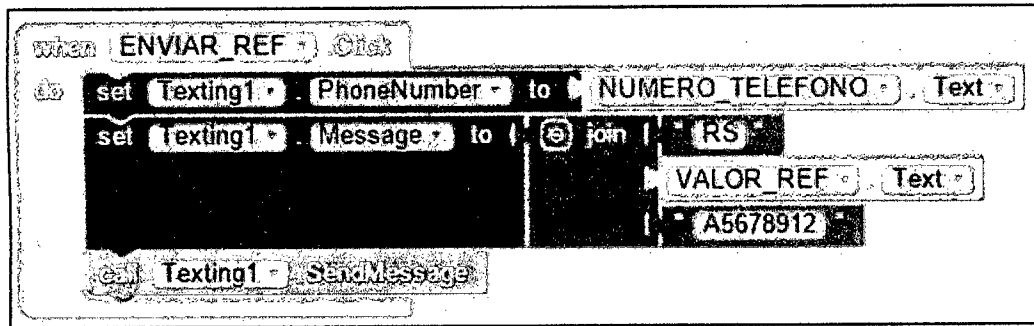 when ENVIAR_REF .Click
do set Texting1 . PhoneNumber to NUMERO_TELEFONO . Text
set Texting1 . Message to join " RS "
VALOR_REF . Text
" A5678912 "
call Texting1 .SendMessage